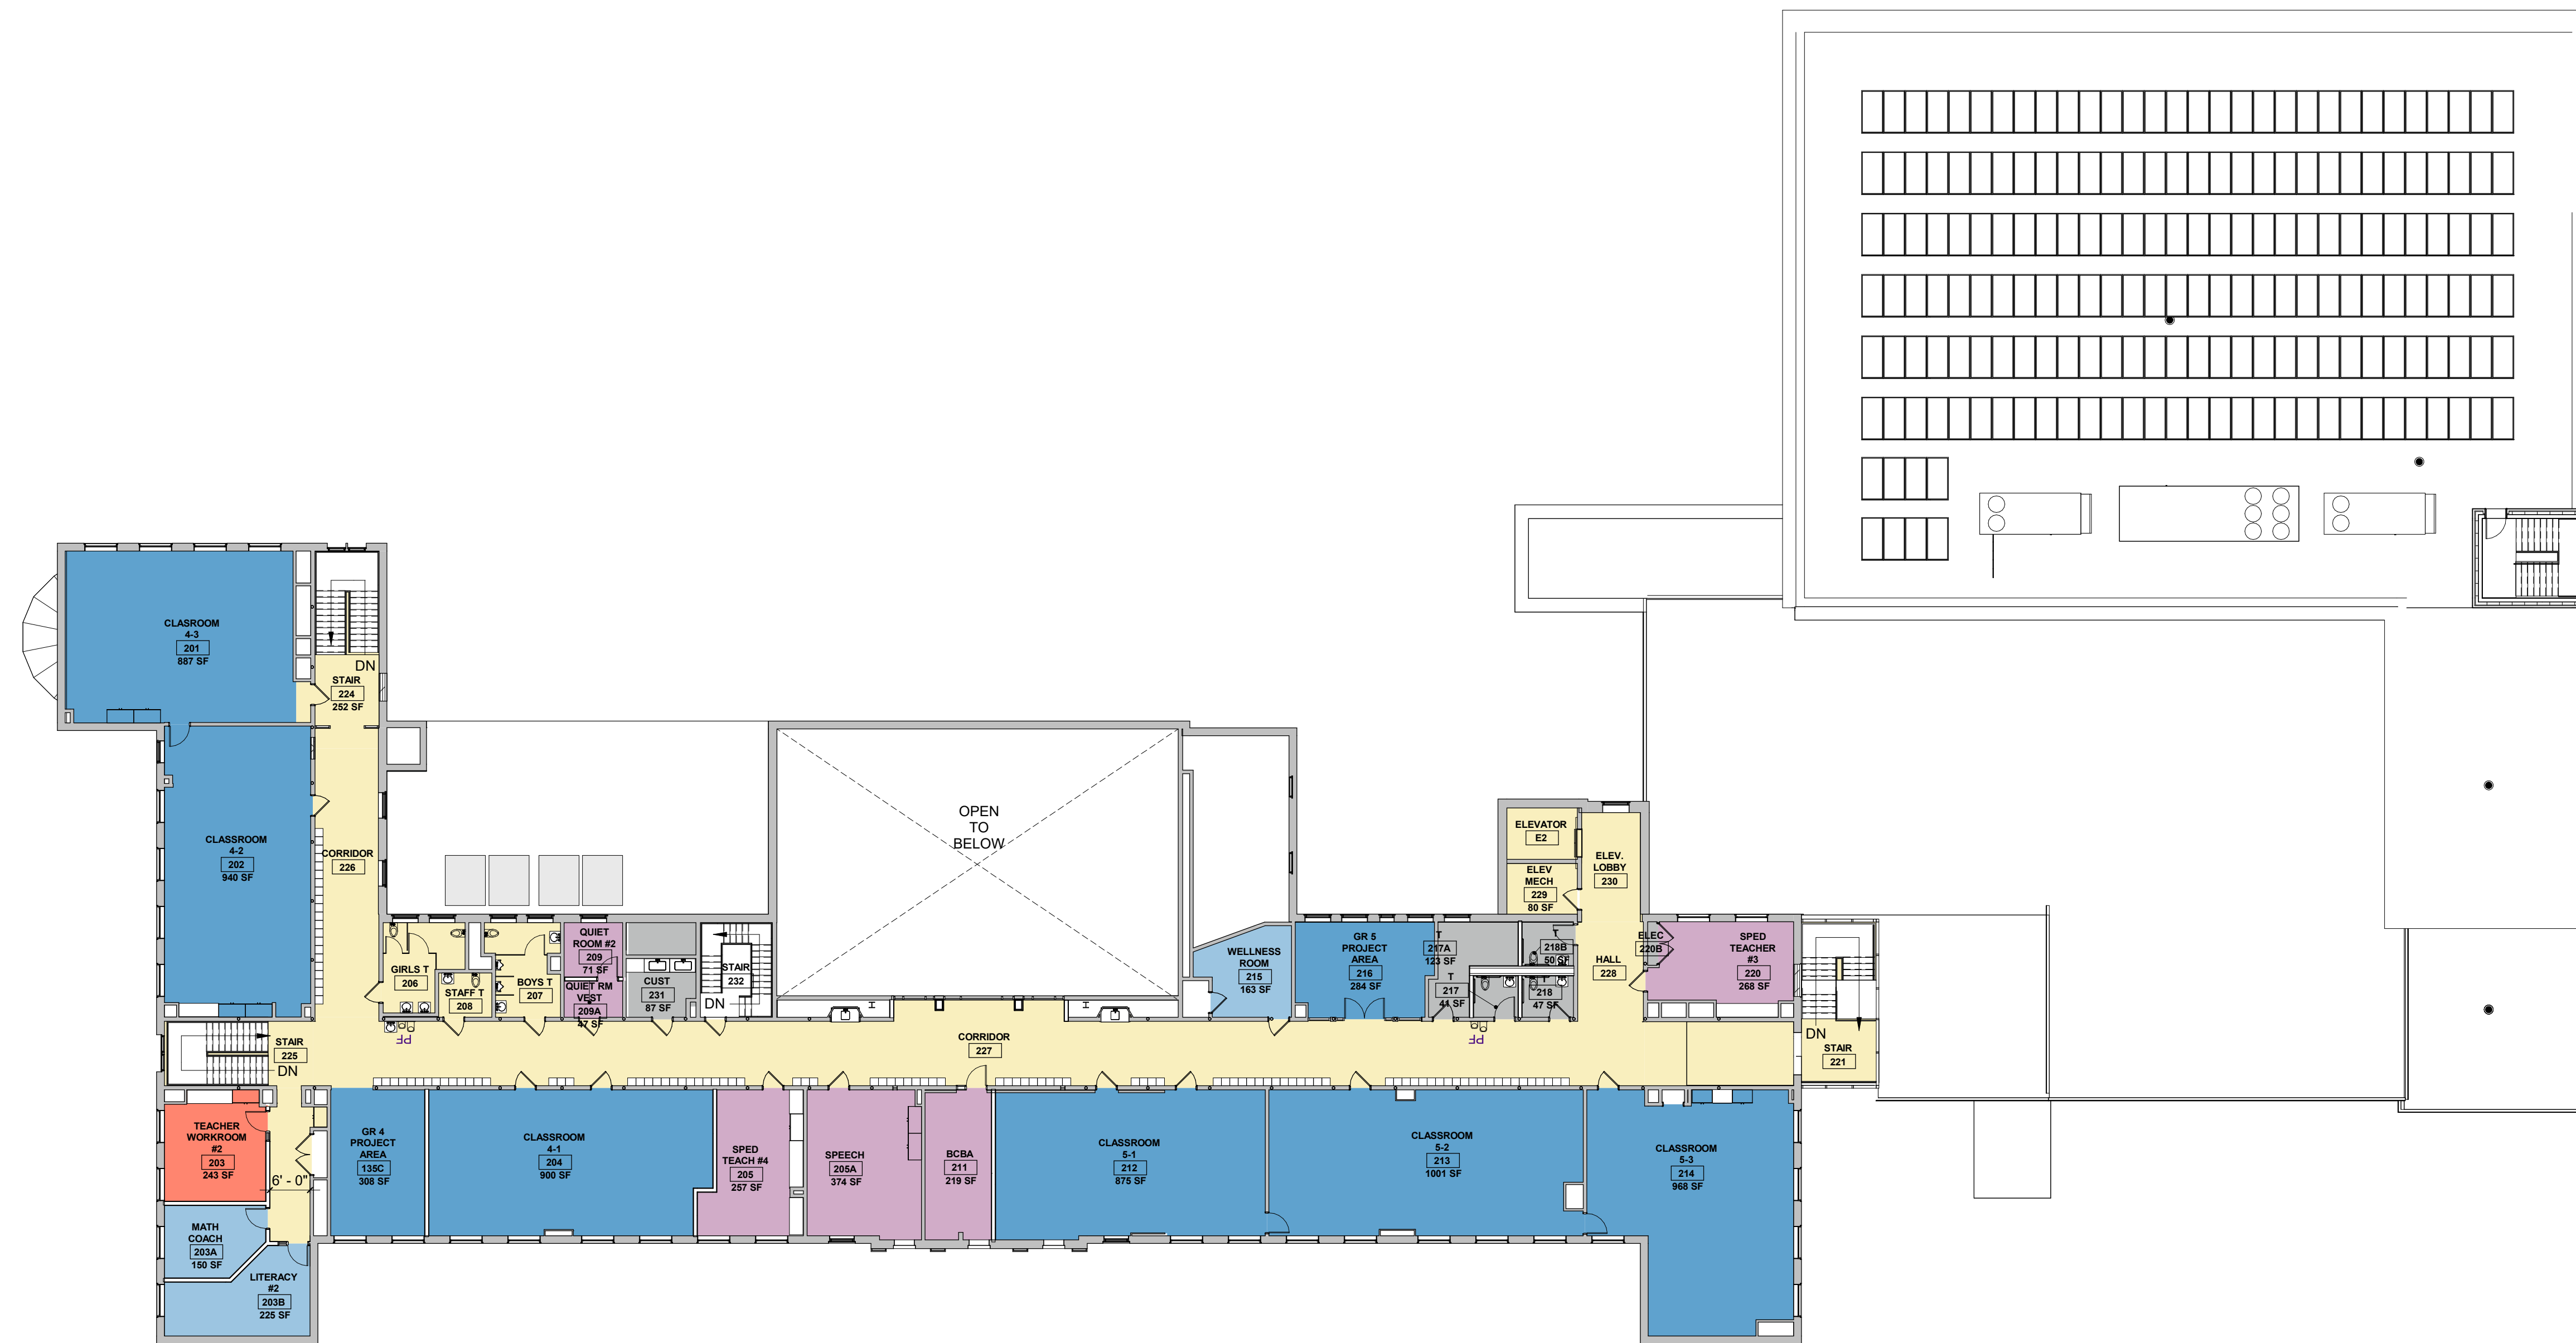 CLASROOM
4-3
201
887 SF
DN
STAIR
224
252 SF
CLASSROOM
4-2
202
940 SF
CORRIDOR
226
OPEN
TO
BELOW
ELEVATOR
E2
ELEV
MECH
229
80 SF
ELEV.
LOBBY
230
GIRLS T
206
STAFF T
208
BOYS T
207
QUIET
ROOM #2
209
71 SF
QUIET RM
VEST
209A
47 SF
CUST
231
87 SF
STAIR
232
DN
WELLNESS
ROOM
215
163 SF
GR 5
PROJECT
AREA
216
284 SF
T
217A
123 SF
T
217
41 SF
T
218B
50 SF
T
218
47 SF
HALL
228
ELEC
220B
SPED
TEACHER
#3
220
268 SF
STAIR
225
DN
PF
CORRIDOR
227
PF
DN
STAIR
221
TEACHER
WORKROOM
#2
203
243 SF
6' - 0"
MATH
COACH
203A
150 SF
LITERACY
#2
203B
225 SF
GR 4
PROJECT
AREA
135C
308 SF
CLASSROOM
4-1
204
900 SF
SPED
TEACH #4
205
257 SF
SPEECH
205A
374 SF
BCBA
211
219 SF
CLASSROOM
5-1
212
875 SF
CLASSROOM
5-2
213
1001 SF
CLASSROOM
5-3
214
968 SF